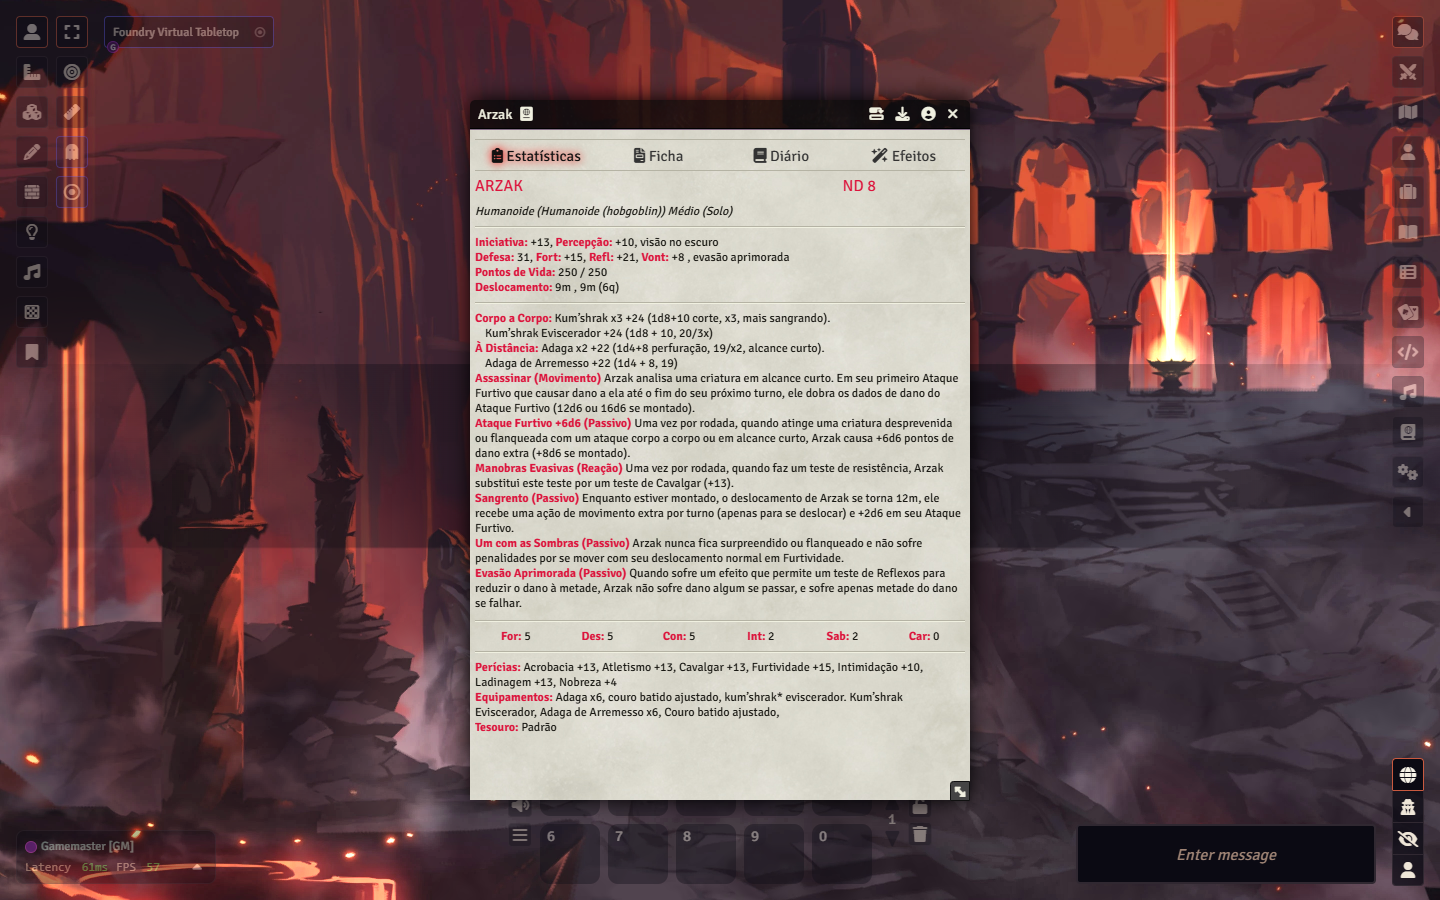 Foundry Virtual Tabletop
G
Arzak
Estatísticas
Ficha
Diário
Efeitos
ARZAK
ND 8
Humanoide (Humanoide (hobgoblin)) Médio (Solo)
Iniciativa: +13, Percepção: +10, visão no escuro
Defesa: 31, Fort: +15, Refl: +21, Vont: +8 , evasão aprimorada
Pontos de Vida: 250 / 250
Deslocamento: 9m , 9m (6q)
Corpo a Corpo: Kum'shrak x3 +24 (1d8+10 corte, x3, mais sangrando).
Kum'shrak Eviscerador +24 (1d8 + 10, 20/3x)
À Distância: Adaga x2 +22 (1d4+8 perfuração, 19/x2, alcance curto).
Adaga de Arremesso +22 (1d4 + 8, 19)
Assassinar (Movimento) Arzak analisa uma criatura em alcance curto. Em seu primeiro Ataque
Furtivo que causar dano a ela até o fim do seu próximo turno, ele dobra os dados de dano do
Ataque Furtivo (12d6 ou 16d6 se montado).
Ataque Furtivo +6d6 (Passivo) Uma vez por rodada, quando atinge uma criatura desprevenida
ou flanqueada com um ataque corpo a corpo ou em alcance curto, Arzak causa +6d6 pontos de
dano extra (+8d6 se montado).
Manobras Evasivas (Reação) Uma vez por rodada, quando faz um teste de resistência, Arzak
substitui este teste por um teste de Cavalgar (+13).
Sangrento (Passivo) Enquanto estiver montado, o deslocamento de Arzak se torna 12m, ele
recebe uma ação de movimento extra por turno (apenas para se deslocar) e +2d6 em seu Ataque
Furtivo.
Um com as Sombras (Passivo) Arzak nunca fica surpreendido ou flanqueado e não sofre
penalidades por se mover com seu deslocamento normal em Furtividade.
Evasão Aprimorada (Passivo) Quando sofre um efeito que permite um teste de Reflexos para
reduzir o dano à metade, Arzak não sofre dano algum se passar, e sofre apenas metade do dano
se falhar.
For: 5 Des: 5 Con: 5 Int: 2 Sab: 2 Car: 0
Perícias: Acrobacia +13, Atletismo +13, Cavalgar +13, Furtividade +15, Intimidação +10,
Ladinagem +13, Nobreza +4
Equipamentos: Adaga x6, couro batido ajustado, kum'shrak* eviscerador. Kum'shrak
Eviscerador, Adaga de Arremesso x6, Couro batido ajustado,
Tesouro: Padrão
6 7 8 9 0
1
Gamemaster [GM]
Latency 61ms FPS 57
Enter message